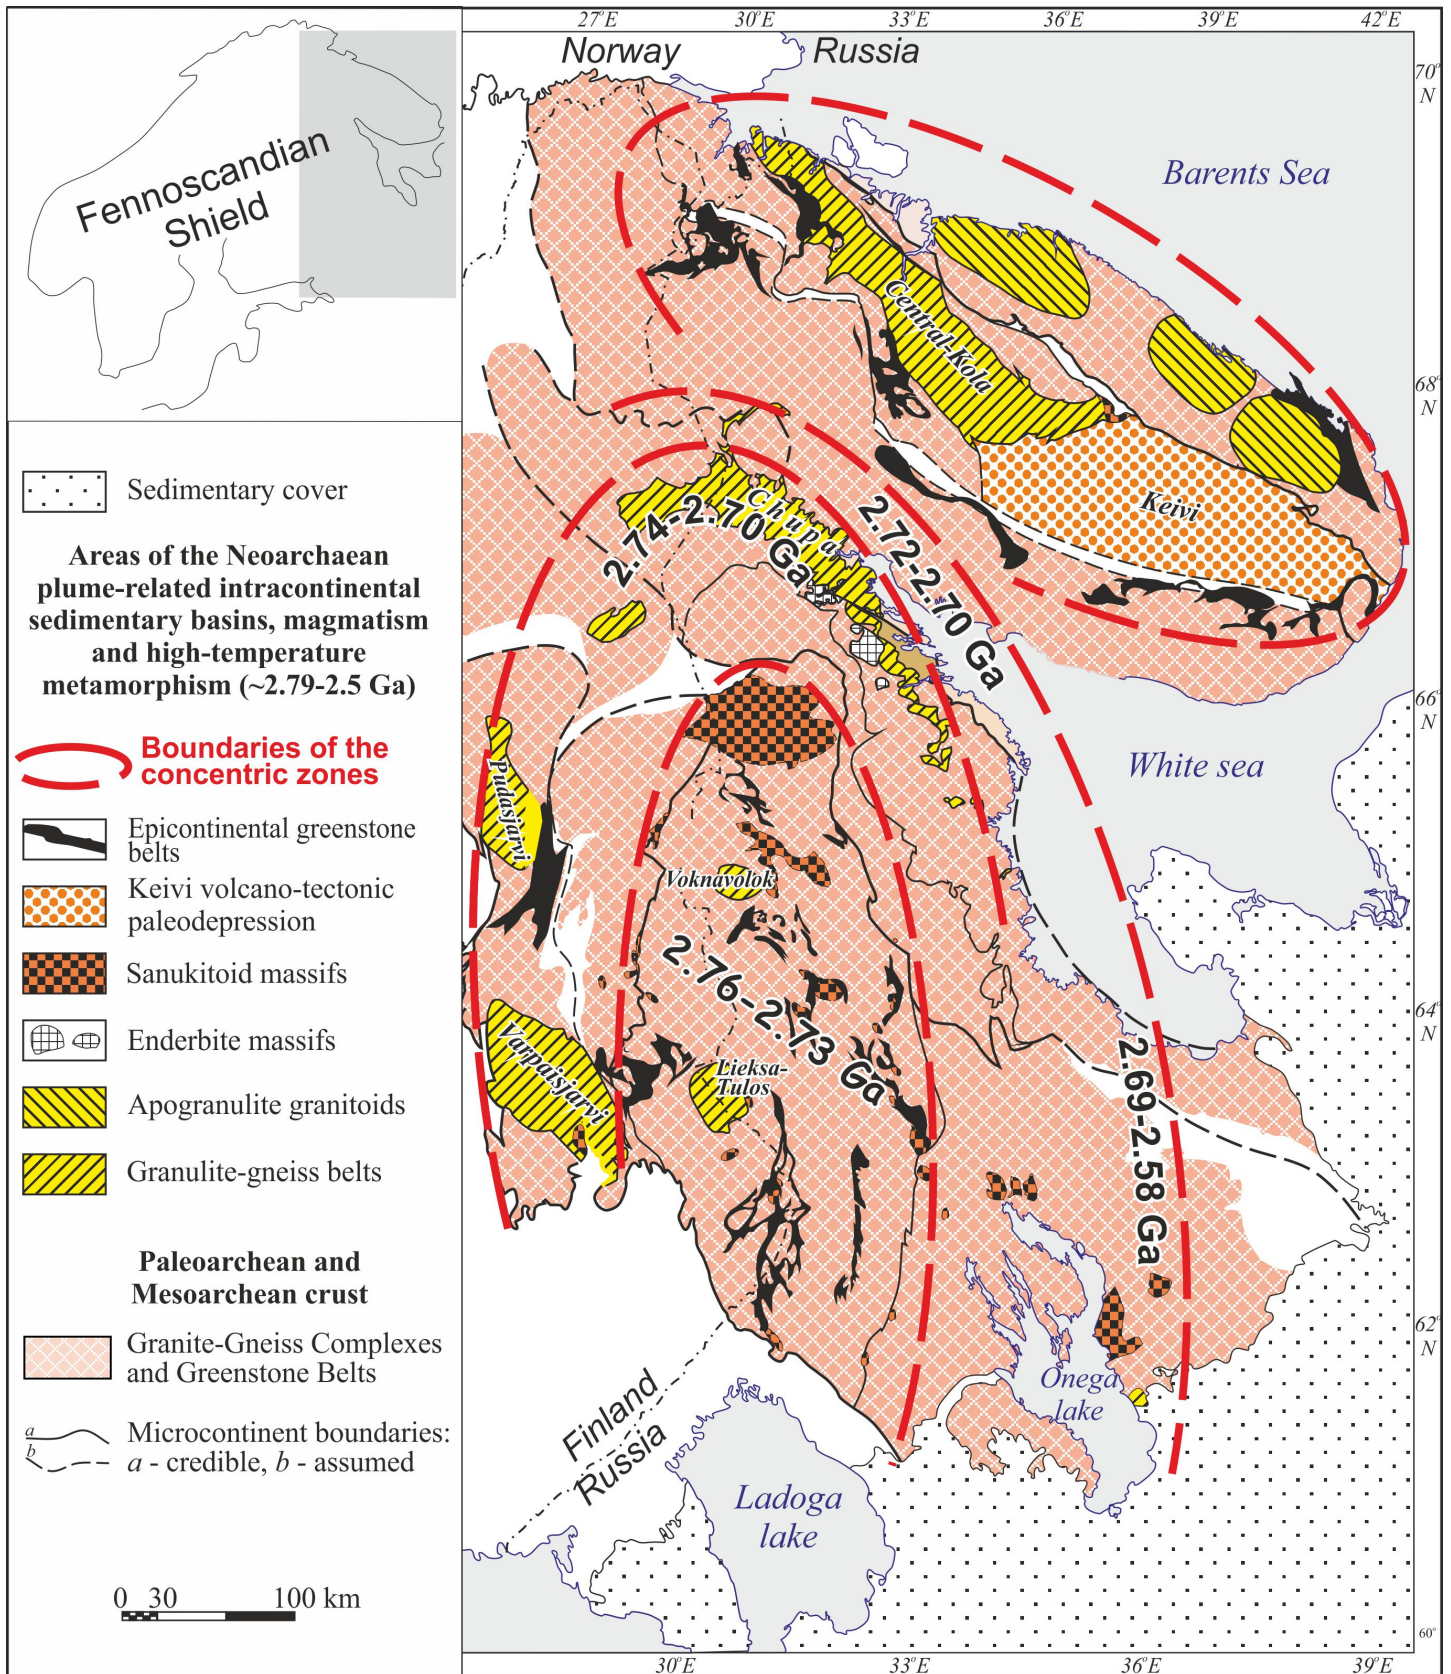 27°E 30°E 33°E 36°E 39°E 42°E
Norway Russia
70°
N
Fennoscandian
Shield
Barents Sea
Central-Kola
68°
N
Keivi
Sedimentary cover
Areas of the Neoarchaean
plume-related intracontinental
sedimentary basins, magmatism
and high-temperature
metamorphism (~2.79-2.5 Ga)
Boundaries of the
concentric zones
Epicontinental greenstone
belts
Keivi volcano-tectonic
paleodepression
Sanukitoid massifs
Enderbite massifs
Apogranulite granitoids
Granulite-gneiss belts
Paleoarchean and
Mesoarchean crust
Granite-Gneiss Complexes
and Greenstone Belts
a
b
Microcontinent boundaries:
a - credible, b - assumed
0 30 100 km
Chupa
2.74-2.70 Ga
2.72-2.70 Ga
66°
N
White sea
Pudasjarvi
Voknavolok
2.76-2.73 Ga
64°
N
Varpaisjarvi
Lieksa-
Tulos
2.69-2.58 Ga
62°
N
Onega
lake
Finland
Russia
Ladoga
lake
60°
30°E 33°E 36°E 39°E